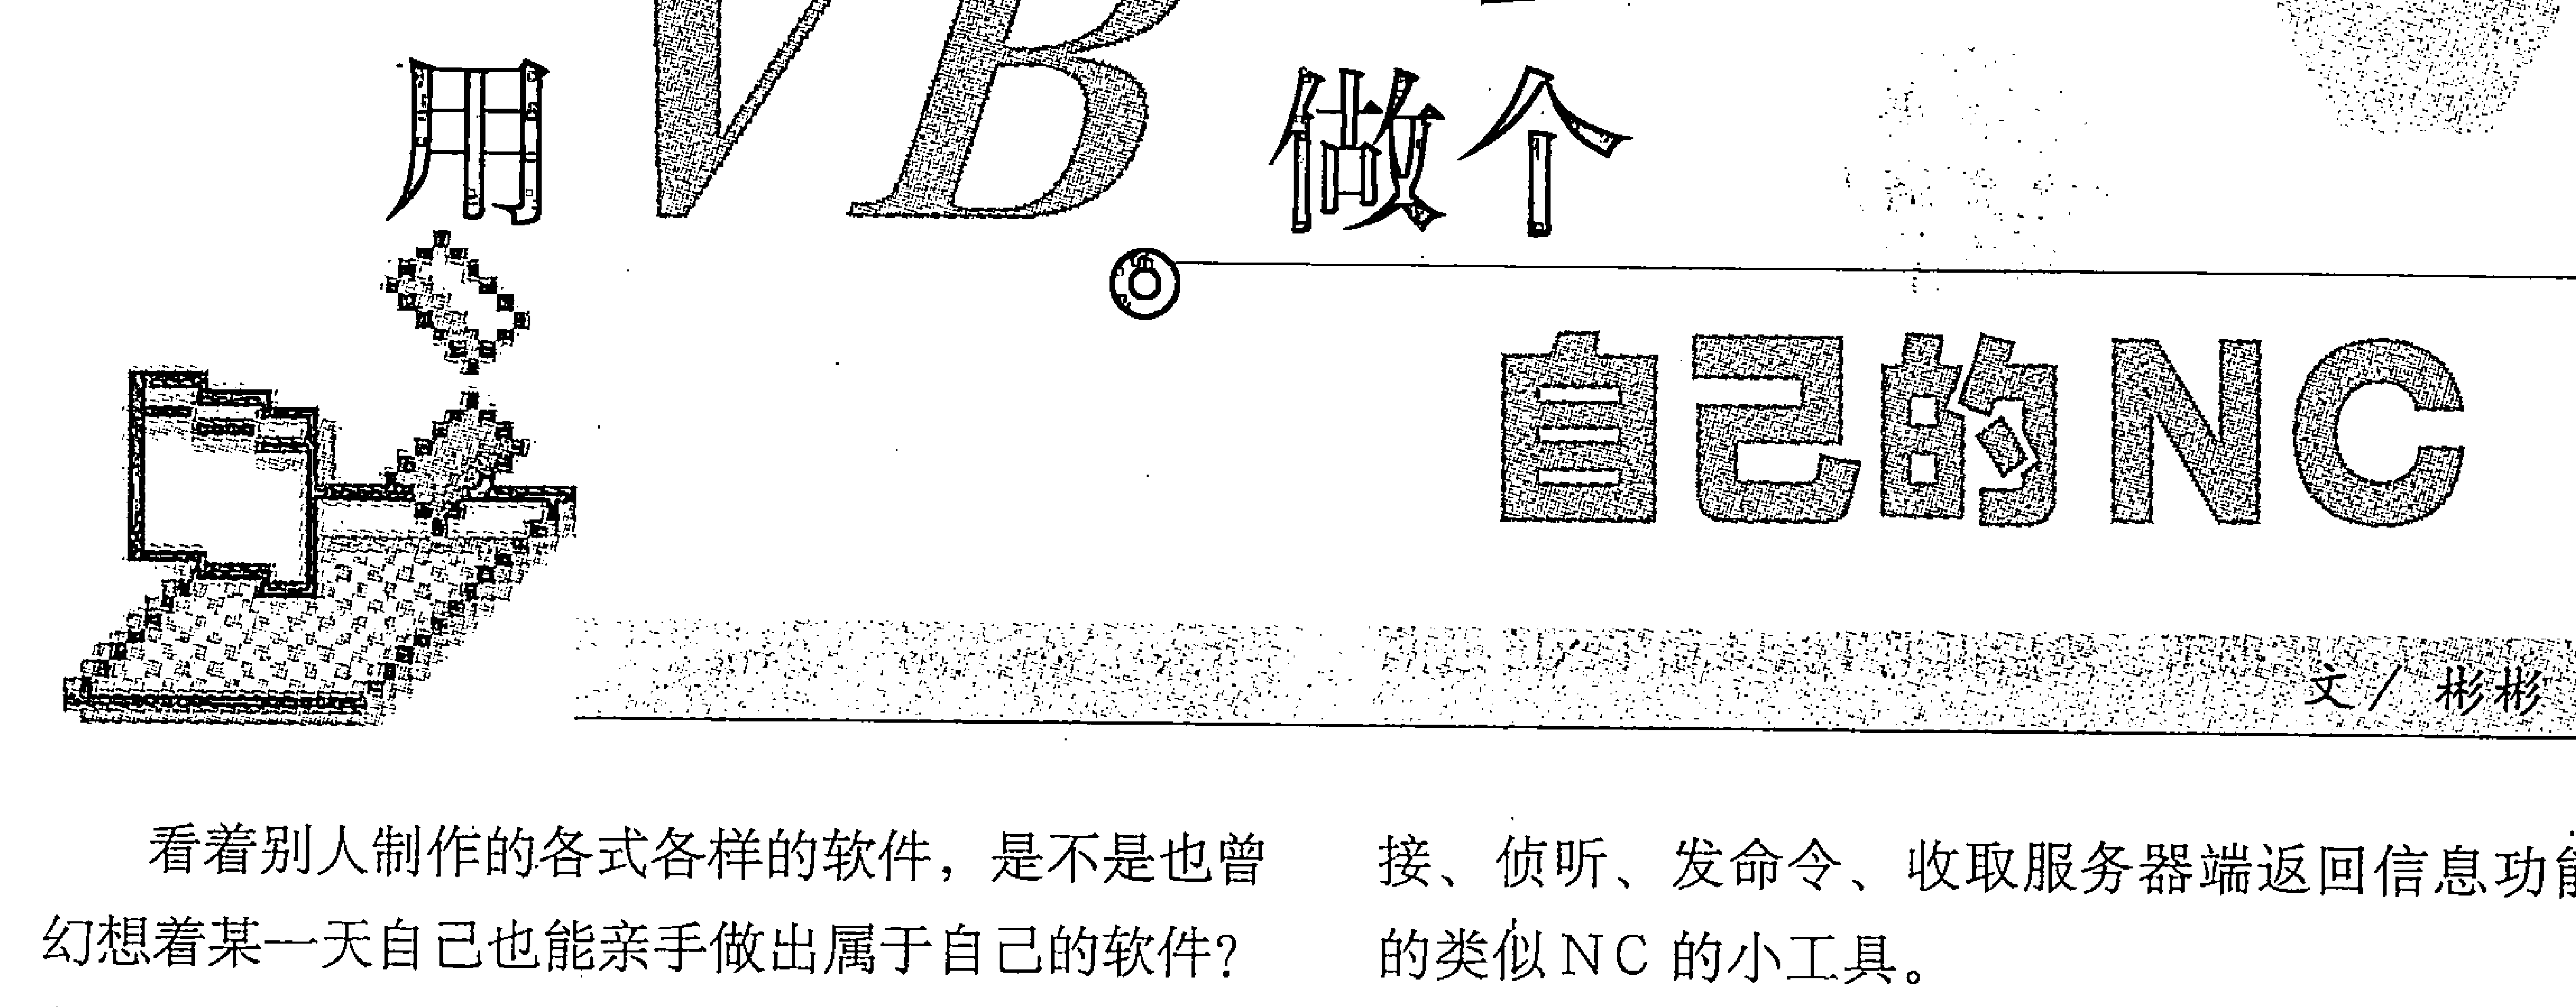 用VB做个
自己的NC
文/ 彬彬
看着别人制作的各式各样的软件，是不是也曾
幻想着某一天自己也能亲手做出属于自己的软件？
接、侦听、发命令、收取服务器端返回信息功能
的类似NC的小工具。